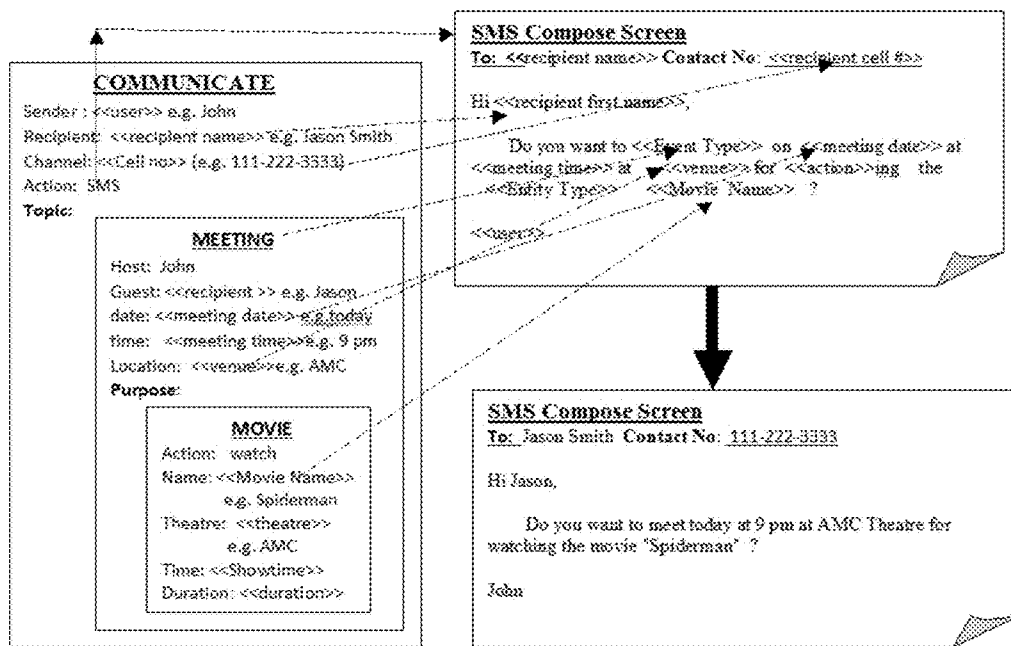 COMMUNICATE
Sender : <<user>> e.g. John
Recipient: <<recipient name>> e.g. Jason Smith
Channel: <<Cell no>> (e.g. 111-222-3333)
Action: SMS
Topic:
MEETING
Host: John
Guest: <<recipient >> e.g. Jason
date: <<meeting date>> e.g.today
time: <<meeting time>>e.g. 9 pm
Location: <<venue>>e.g. AMC
Purpose:
MOVIE
Action: watch
Name: <<Movie Name>>
e.g. Spiderman
Theatre: <<theatre>>
e.g. AMC
Time: <<Showtime>>
Duration: <<duration>>
SMS Compose Screen
To: <<recipient name>> Contact No: <<recipient cell #>>
Hi <<recipient first name>>,
Do you want to <<Event Type>> on <<meeting date>> at
<<meeting time>> at <<venue>> for <<action>>ing the
<<Entity Type>> <<Movie Name>> ?
<<user>>
SMS Compose Screen
To: Jason Smith Contact No: 111-222-3333
Hi Jason,
Do you want to meet today at 9 pm at AMC Theatre for
watching the movie "Spiderman" ?
John